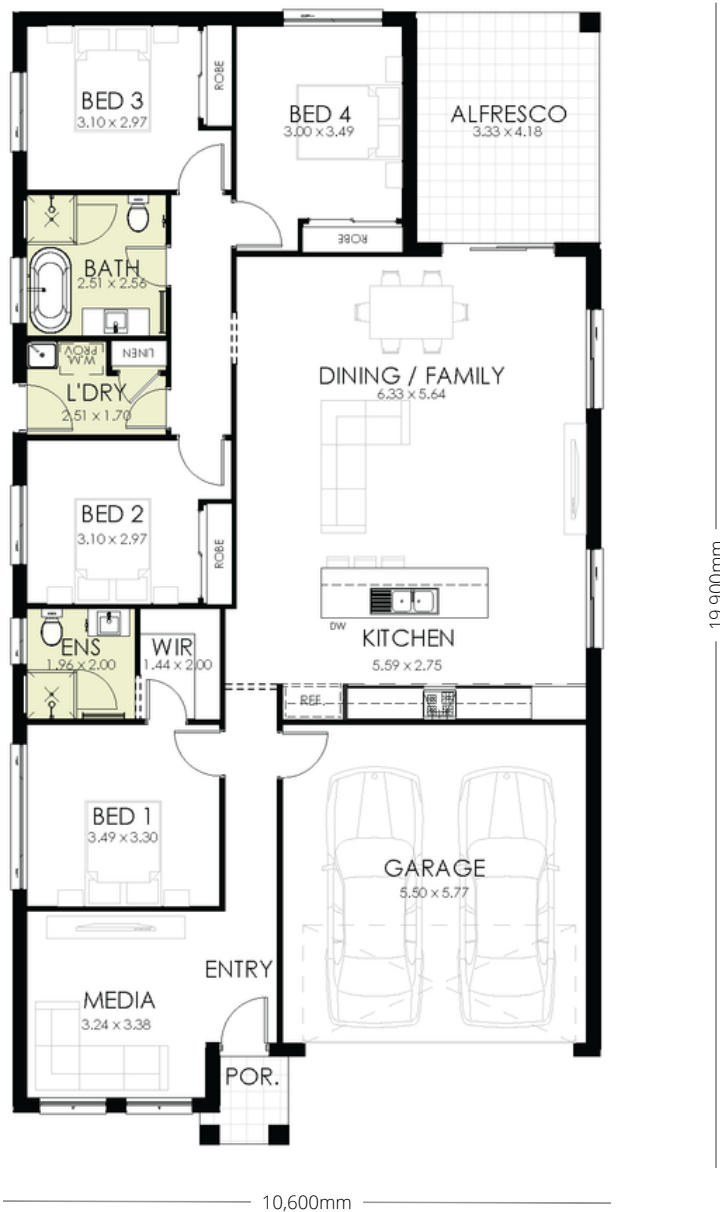 BED 3
3.10 x 2.97
ROBE
BED 4
3.00 x 3.49
ROBE
ALFRESCO
3.33 x 4.18
BATH
2.51 x 2.56
W.M
PROV
LINEN
L'DRY
2.51 x 1.70
DINING / FAMILY
6.33 x 5.64
BED 2
3.10 x 2.97
ROBE
DW
KITCHEN
5.59 x 2.75
ENS
1.96 x 2.00
WIR
1.44 x 2.00
REF.
BED 1
3.49 x 3.30
GARAGE
5.50 x 5.77
ENTRY
MEDIA
3.24 x 3.38
POR.
19,900mm
10,600mm